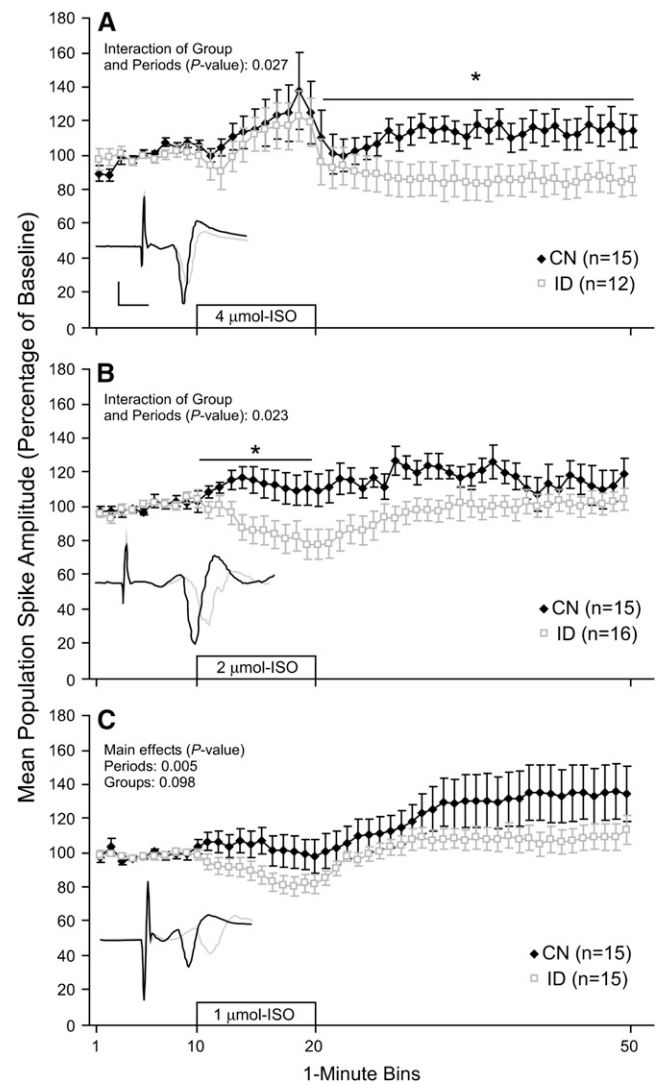 Mean Population Spike Amplitude (Percentage of Baseline)
A
180
160
140
120
100
80
60
40
20
0
Interaction of Group
and Periods (P-value): 0.027
*
CN (n=15)
ID (n=12)
4 μmol-ISO
B
180
160
140
120
100
80
60
40
20
0
Interaction of Group
and Periods (P-value): 0.023
*
CN (n=15)
ID (n=16)
2 μmol-ISO
C
180
160
140
120
100
80
60
40
20
0
Main effects (P-value)
Periods: 0.005
Groups: 0.098
CN (n=15)
ID (n=15)
1 μmol-ISO
1 10 20 50
1-Minute Bins